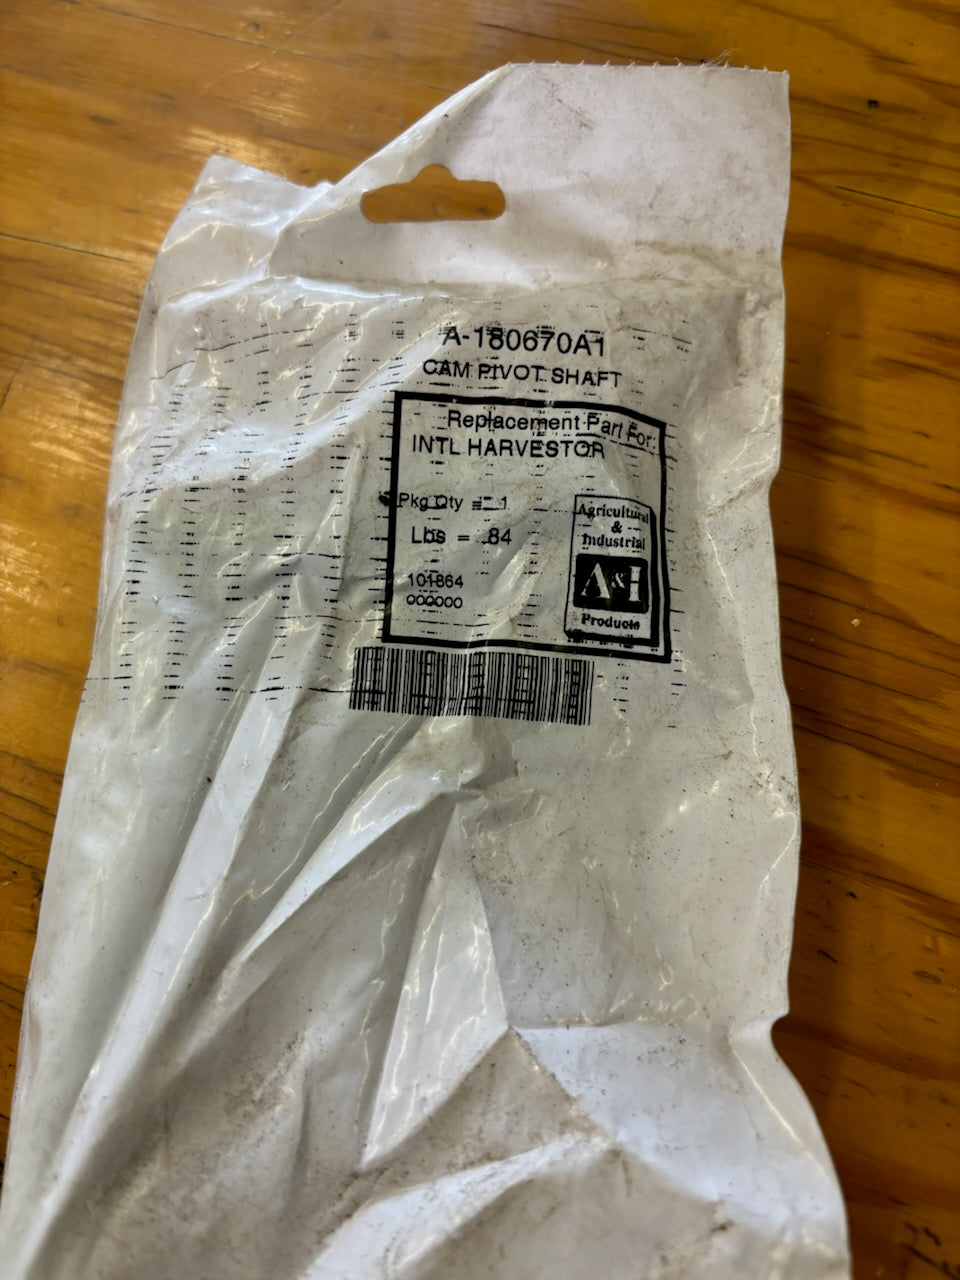 A-180670A1
CAM PIVOT SHAFT
Replacement Part For:
INTL HARVESTOR
Pkg Qty = 1
Lbs = .84
101864
000000
Agricultural
&
Industrial
A&I
Products